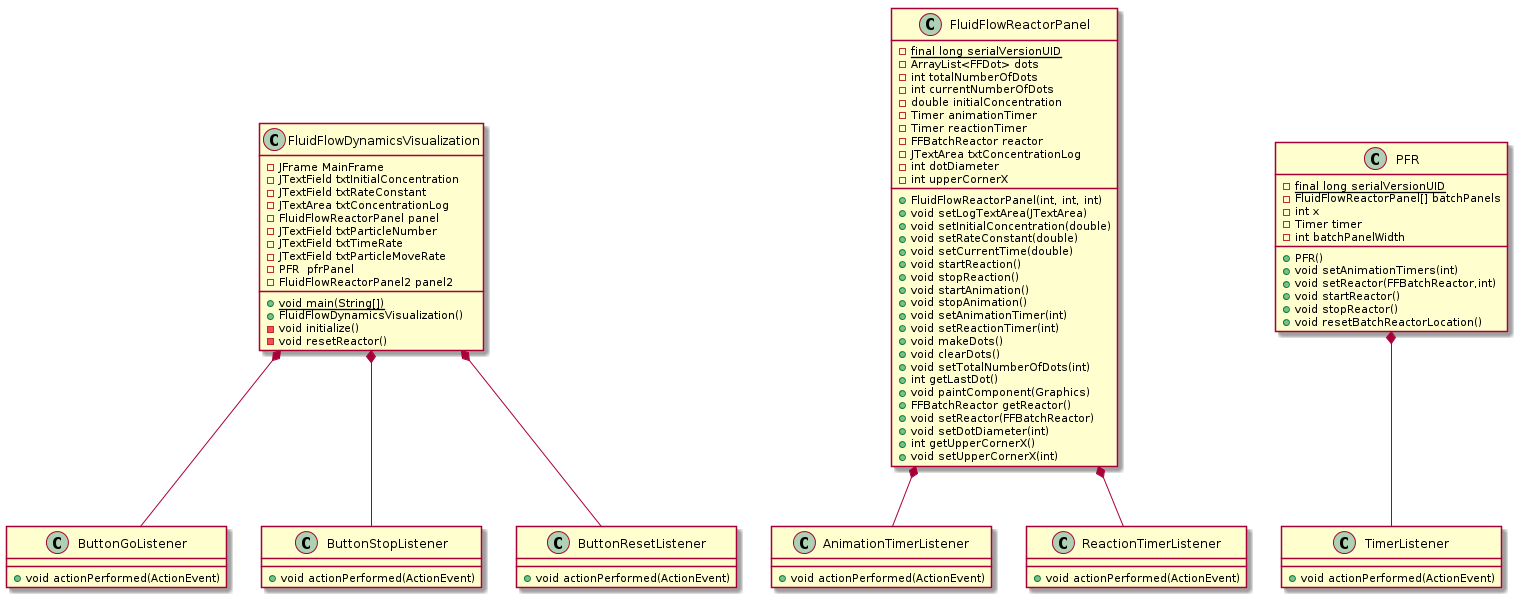 C FluidFlowDynamicsVisualization
JFrame MainFrame
JTextField txtInitialConcentration
JTextField txtRateConstant
JTextArea txtConcentrationLog
FluidFlowReactorPanel panel
JTextField txtParticleNumber
JTextField txtTimeRate
JTextField txtParticleMoveRate
PFR  pfrPanel
FluidFlowReactorPanel2 panel2
void main(String[])
FluidFlowDynamicsVisualization()
void initialize()
void resetReactor()
C FluidFlowReactorPanel
final long serialVersionUID
ArrayList<FFDot> dots
int totalNumberOfDots
int currentNumberOfDots
double initialConcentration
Timer animationTimer
Timer reactionTimer
FFBatchReactor reactor
JTextArea txtConcentrationLog
int dotDiameter
int upperCornerX
FluidFlowReactorPanel(int, int, int)
void setLogTextArea(JTextArea)
void setInitialConcentration(double)
void setRateConstant(double)
void setCurrentTime(double)
void startReaction()
void stopReaction()
void startAnimation()
void stopAnimation()
void setAnimationTimer(int)
void setReactionTimer(int)
void makeDots()
void clearDots()
void setTotalNumberOfDots(int)
int getLastDot()
void paintComponent(Graphics)
FFBatchReactor getReactor()
void setReactor(FFBatchReactor)
void setDotDiameter(int)
int getUpperCornerX()
void setUpperCornerX(int)
C PFR
final long serialVersionUID
FluidFlowReactorPanel[] batchPanels
int x
Timer timer
int batchPanelWidth
PFR()
void setAnimationTimers(int)
void setReactor(FFBatchReactor,int)
void startReactor()
void stopReactor()
void resetBatchReactorLocation()
C ButtonGoListener
void actionPerformed(ActionEvent)
C ButtonStopListener
void actionPerformed(ActionEvent)
C ButtonResetListener
void actionPerformed(ActionEvent)
C AnimationTimerListener
void actionPerformed(ActionEvent)
C ReactionTimerListener
void actionPerformed(ActionEvent)
C TimerListener
void actionPerformed(ActionEvent)